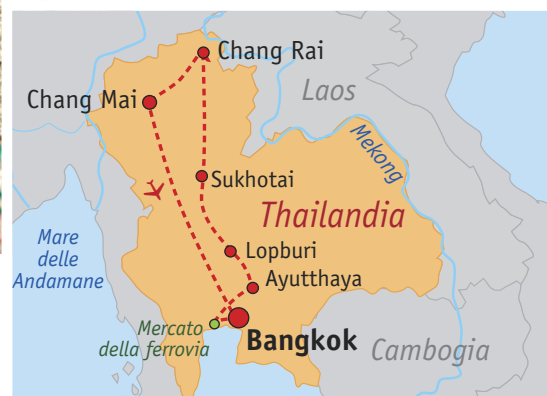 Chang Rai
Laos
Chang Mai
Mekong
Sukhotai
Thailandia
Mare
delle
Andamane
Lopburi
Ayutthaya
Mercato
della ferrovia
Bangkok
Cambogia